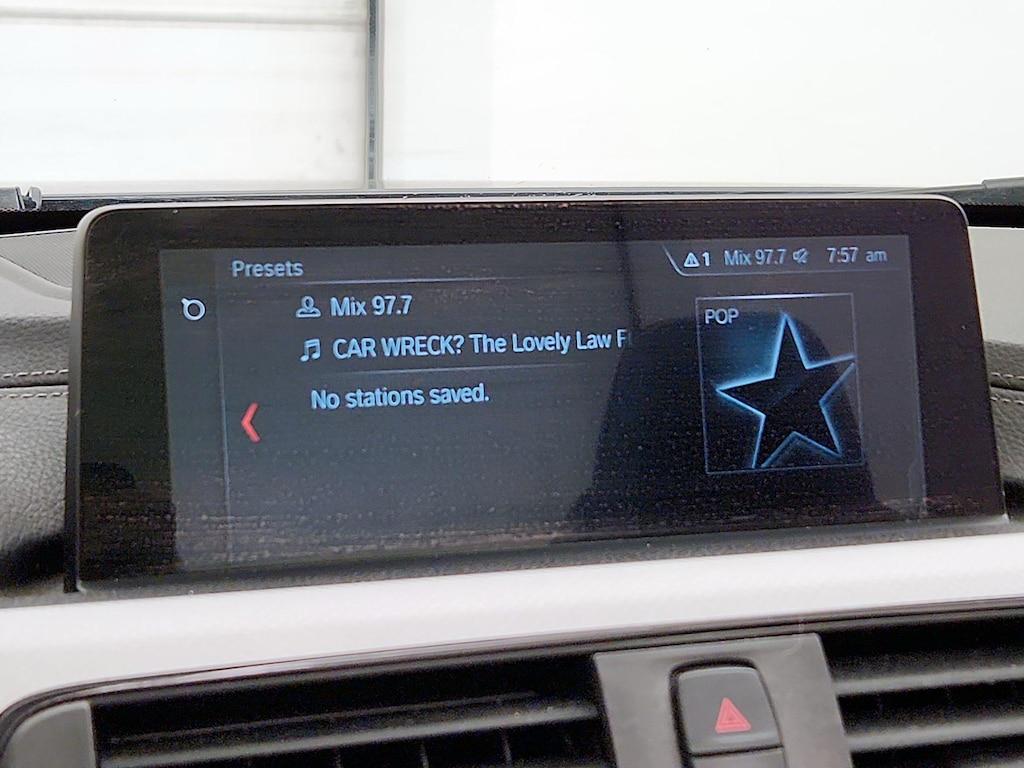 Presets
1 Mix 97.7 7:57 am
Mix 97.7
CAR WRECK? The Lovely Law F
No stations saved.
POP